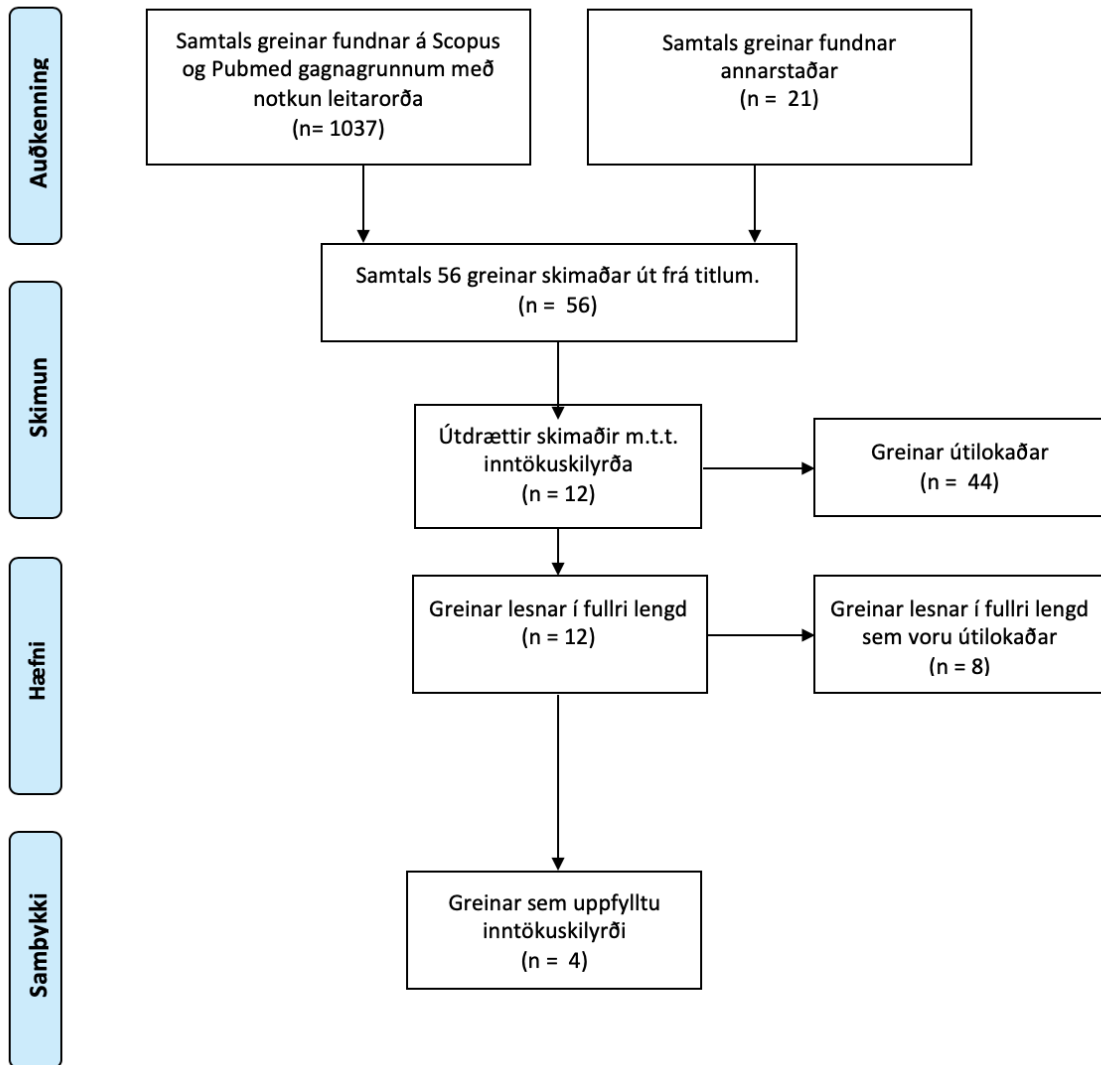 Auðkenning
Samtals greinar fundnar á Scopus
og Pubmed gagnagrunnum með
notkun leitarorða
(n= 1037)
Samtals greinar fundnar
annarstaðar
(n = 21)
Skimun
Samtals 56 greinar skimaðar út frá titlum.
(n = 56)
Útdrættir skimaðir m.t.t.
inntökuskilyrða
(n = 12)
Greinar útilokaðar
(n = 44)
Hæfni
Greinar lesnar í fullri lengd
(n = 12)
Greinar lesnar í fullri lengd
sem voru útilokaðar
(n = 8)
Samþykki
Greinar sem uppfylltu
inntökuskilyrði
(n = 4)